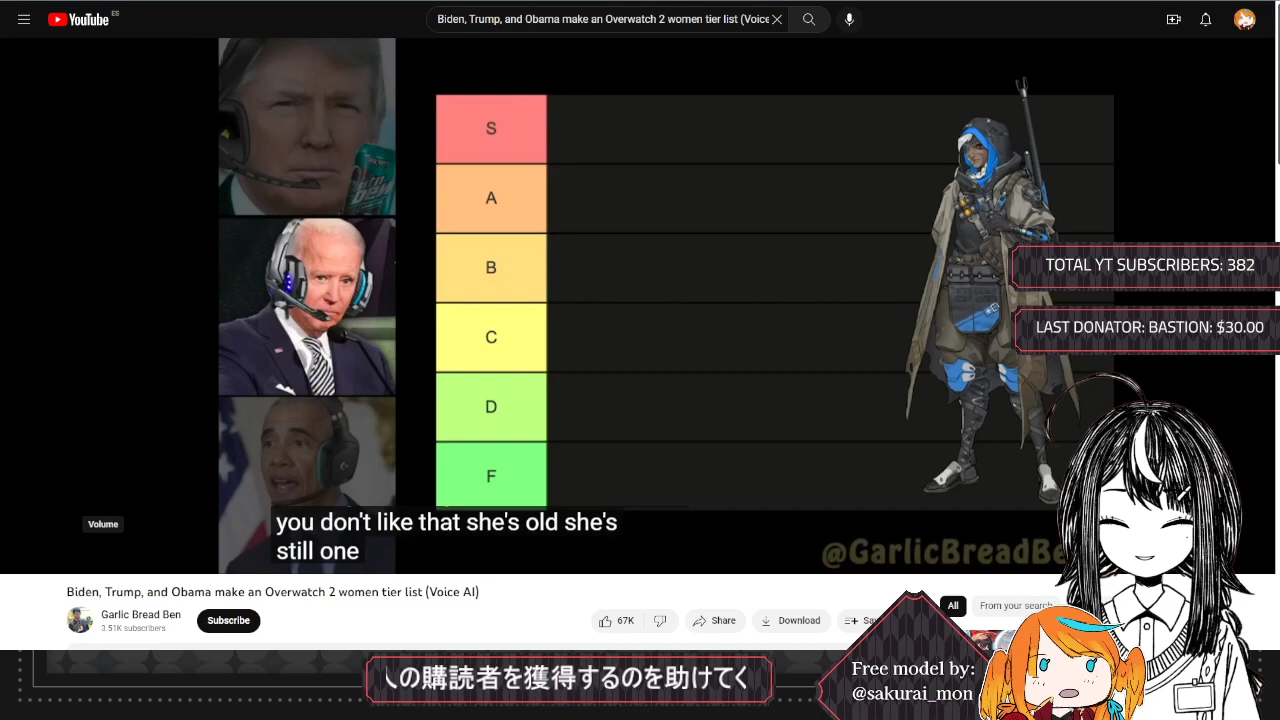 YouTube ES
Biden, Trump, and Obama make an Overwatch 2 women tier list (Voice
S
A
B
C
D
F
TOTAL YT SUBSCRIBERS: 382
LAST DONATOR: BASTION: $30.00
Volume
you don't like that she's old she's
still one
@GarlicBreadBe
Biden, Trump, and Obama make an Overwatch 2 women tier list (Voice AI)
Garlic Bread Ben
3.51K subscribers
Subscribe
67K
Share
Download
All
From your search
の購読者を獲得するのを助けてく
Free model by:
@sakurai_mon